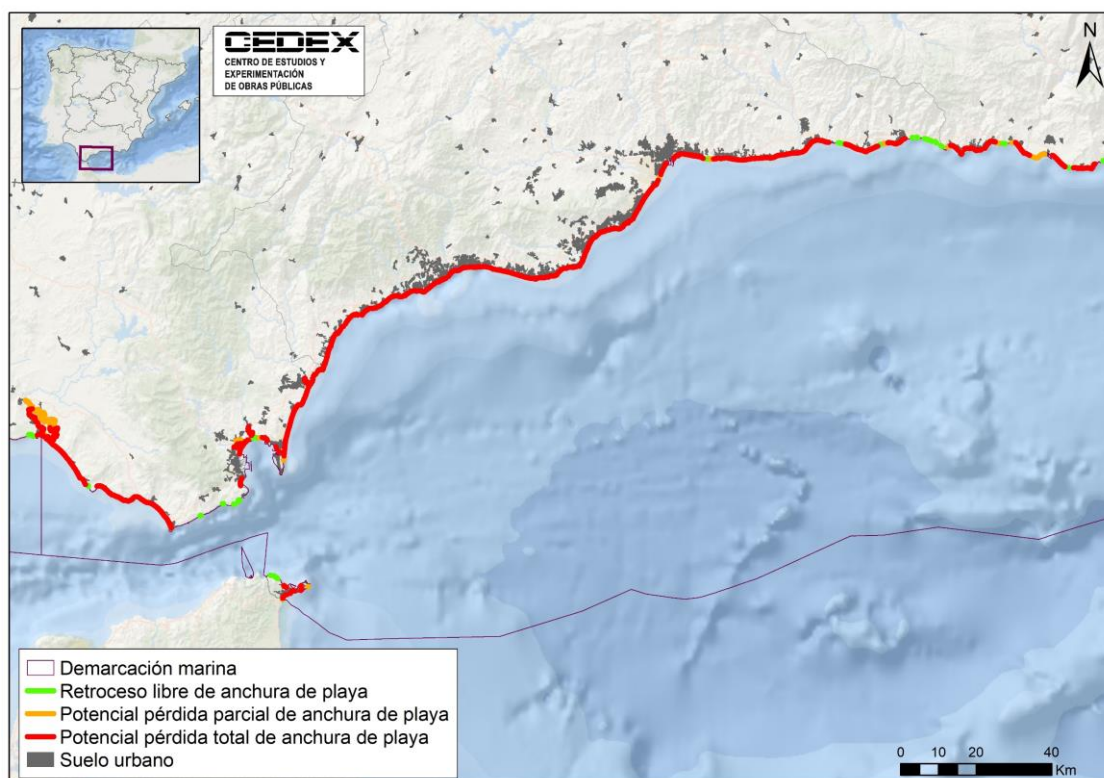 CEDEX
CENTRO DE ESTUDIOS Y
EXPERIMENTACIÓN
DE OBRAS PÚBLICAS
N
Demarcación marina
Retroceso libre de anchura de playa
Potencial pérdida parcial de anchura de playa
Potencial pérdida total de anchura de playa
Suelo urbano
0 10 20 40
Km